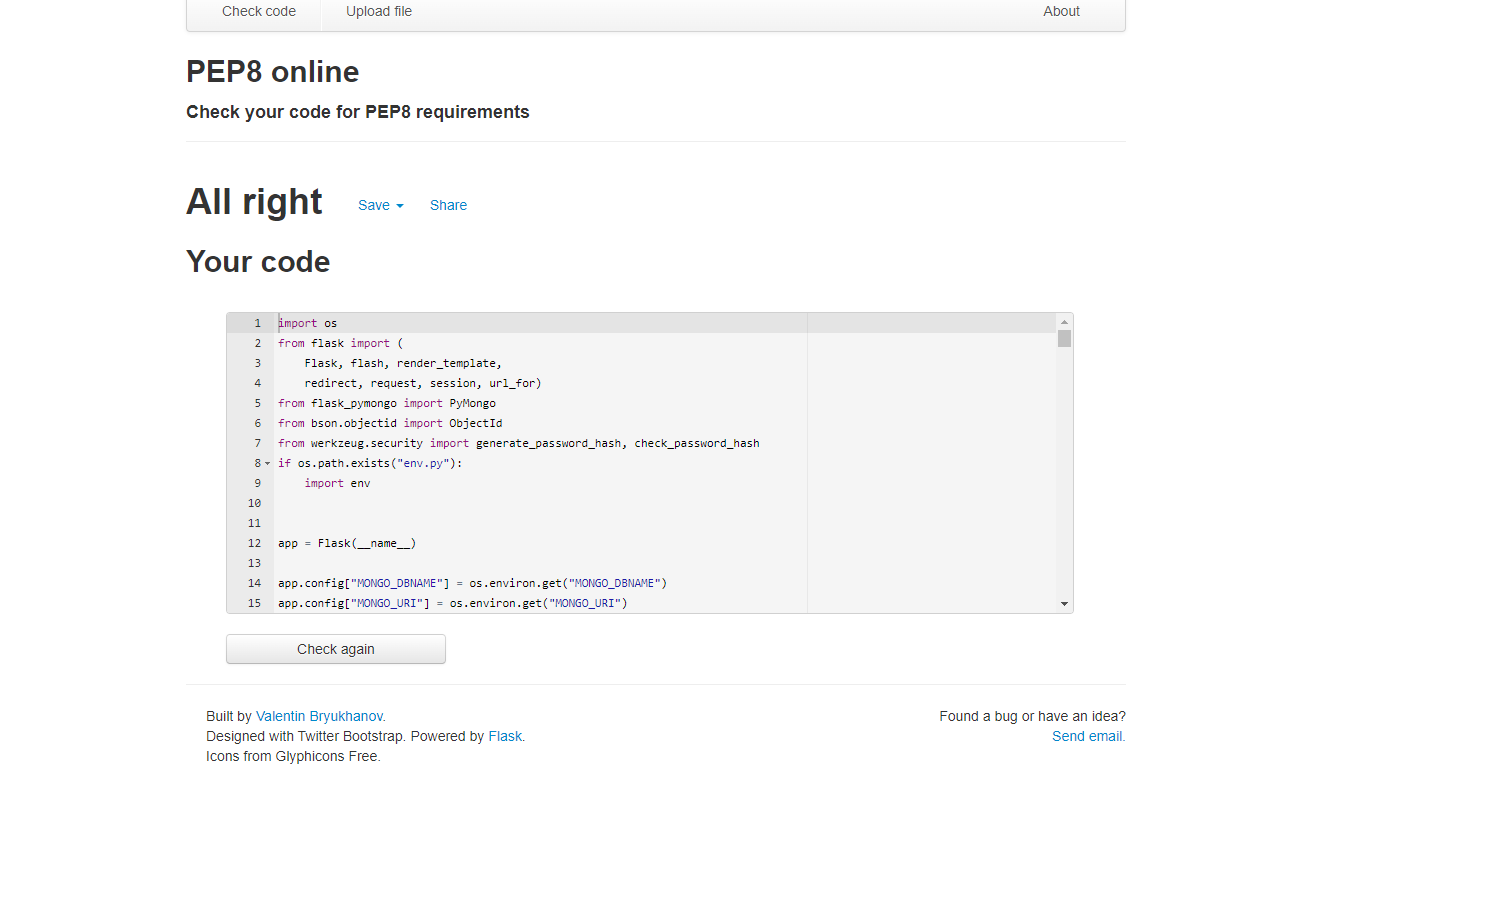 Check code Upload file About
PEP8 online
Check your code for PEP8 requirements
All right Save Share
Your code
1 import os
2 from flask import (
3     Flask, flash, render_template,
4     redirect, request, session, url_for)
5 from flask_pymongo import PyMongo
6 from bson.objectid import ObjectId
7 from werkzeug.security import generate_password_hash, check_password_hash
8 if os.path.exists("env.py"):
9     import env
10
11
12 app = Flask(__name__)
13
14 app.config["MONGO_DBNAME"] = os.environ.get("MONGO_DBNAME")
15 app.config["MONGO_URI"] = os.environ.get("MONGO_URI")
Check again
Built by Valentin Bryukhanov. Found a bug or have an idea?
Designed with Twitter Bootstrap. Powered by Flask. Send email.
Icons from Glyphicons Free.